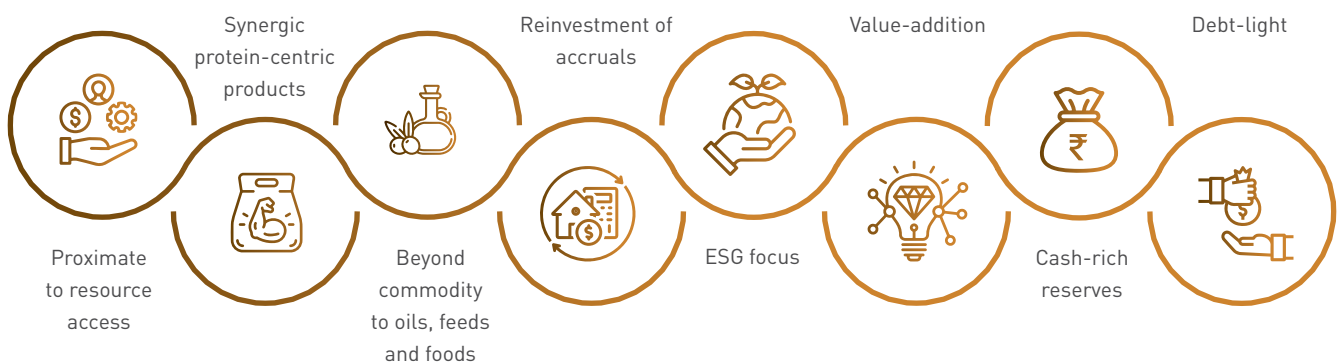 Proximate
to resource
access
Synergic
protein-centric
products
Beyond
commodity
to oils, feeds
and foods
Reinvestment of
accruals
$
ESG focus
Value-addition
₹
Cash-rich
reserves
Debt-light
$
$